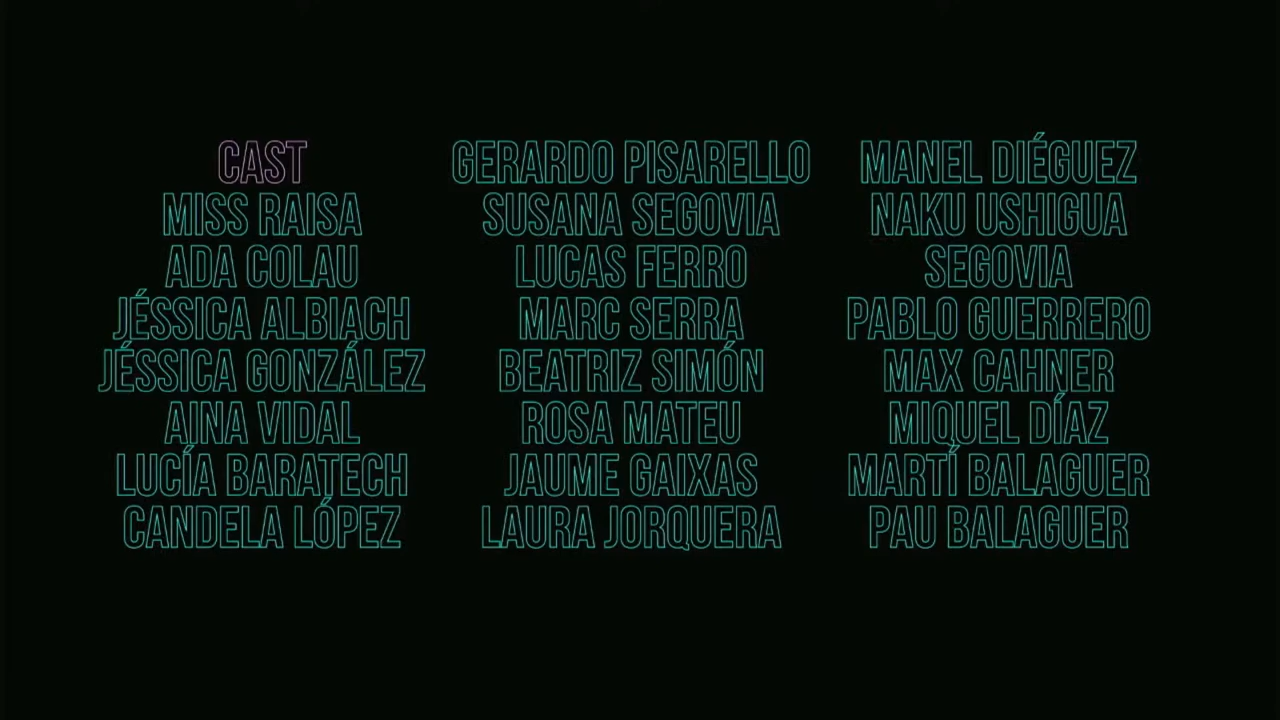 CAST
MISS RAISA
ADA COLAU
JÉSSICA ALBIACH
JÉSSICA GONZÁLEZ
AINA VIDAL
LUCÍA BARATECH
CANDELA LÓPEZ
GERARDO PISARELLO
SUSANA SEGOVIA
LUCAS FERRO
MARC SERRA
BEATRIZ SIMÓN
ROSA MATEU
JAUME GAIXAS
LAURA JORQUERA
MANEL DIÉGUEZ
NAKU USHIGUA
SEGOVIA
PABLO GUERRERO
MAX CAHNER
MIQUEL DÍAZ
MARTÍ BALAGUER
PAU BALAGUER